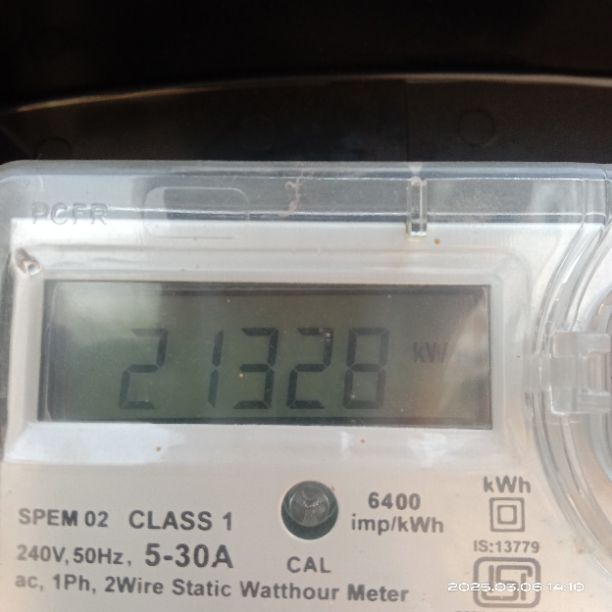 PCFR
21328 kW
SPEM 02 CLASS 1
6400
imp/kWh
kWh
240V, 50Hz, 5-30A
CAL
IS:13779
ac, 1Ph, 2Wire Static Watthour Meter
ISI
2025.03.06 14:10